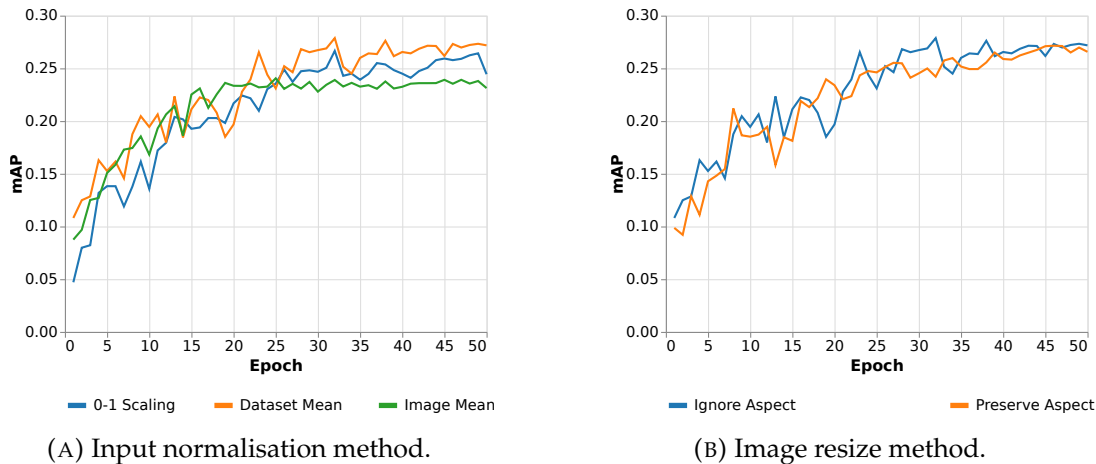 0.30
0.25
0.20
0.15
0.10
0.05
0.00
mAP
0 5 10 15 20 25 30 35 40 45 50
Epoch
0-1 Scaling Dataset Mean Image Mean
(A) Input normalisation method.
0.30
0.25
0.20
0.15
0.10
0.05
0.00
mAP
0 5 10 15 20 25 30 35 40 45 50
Epoch
Ignore Aspect Preserve Aspect
(B) Image resize method.